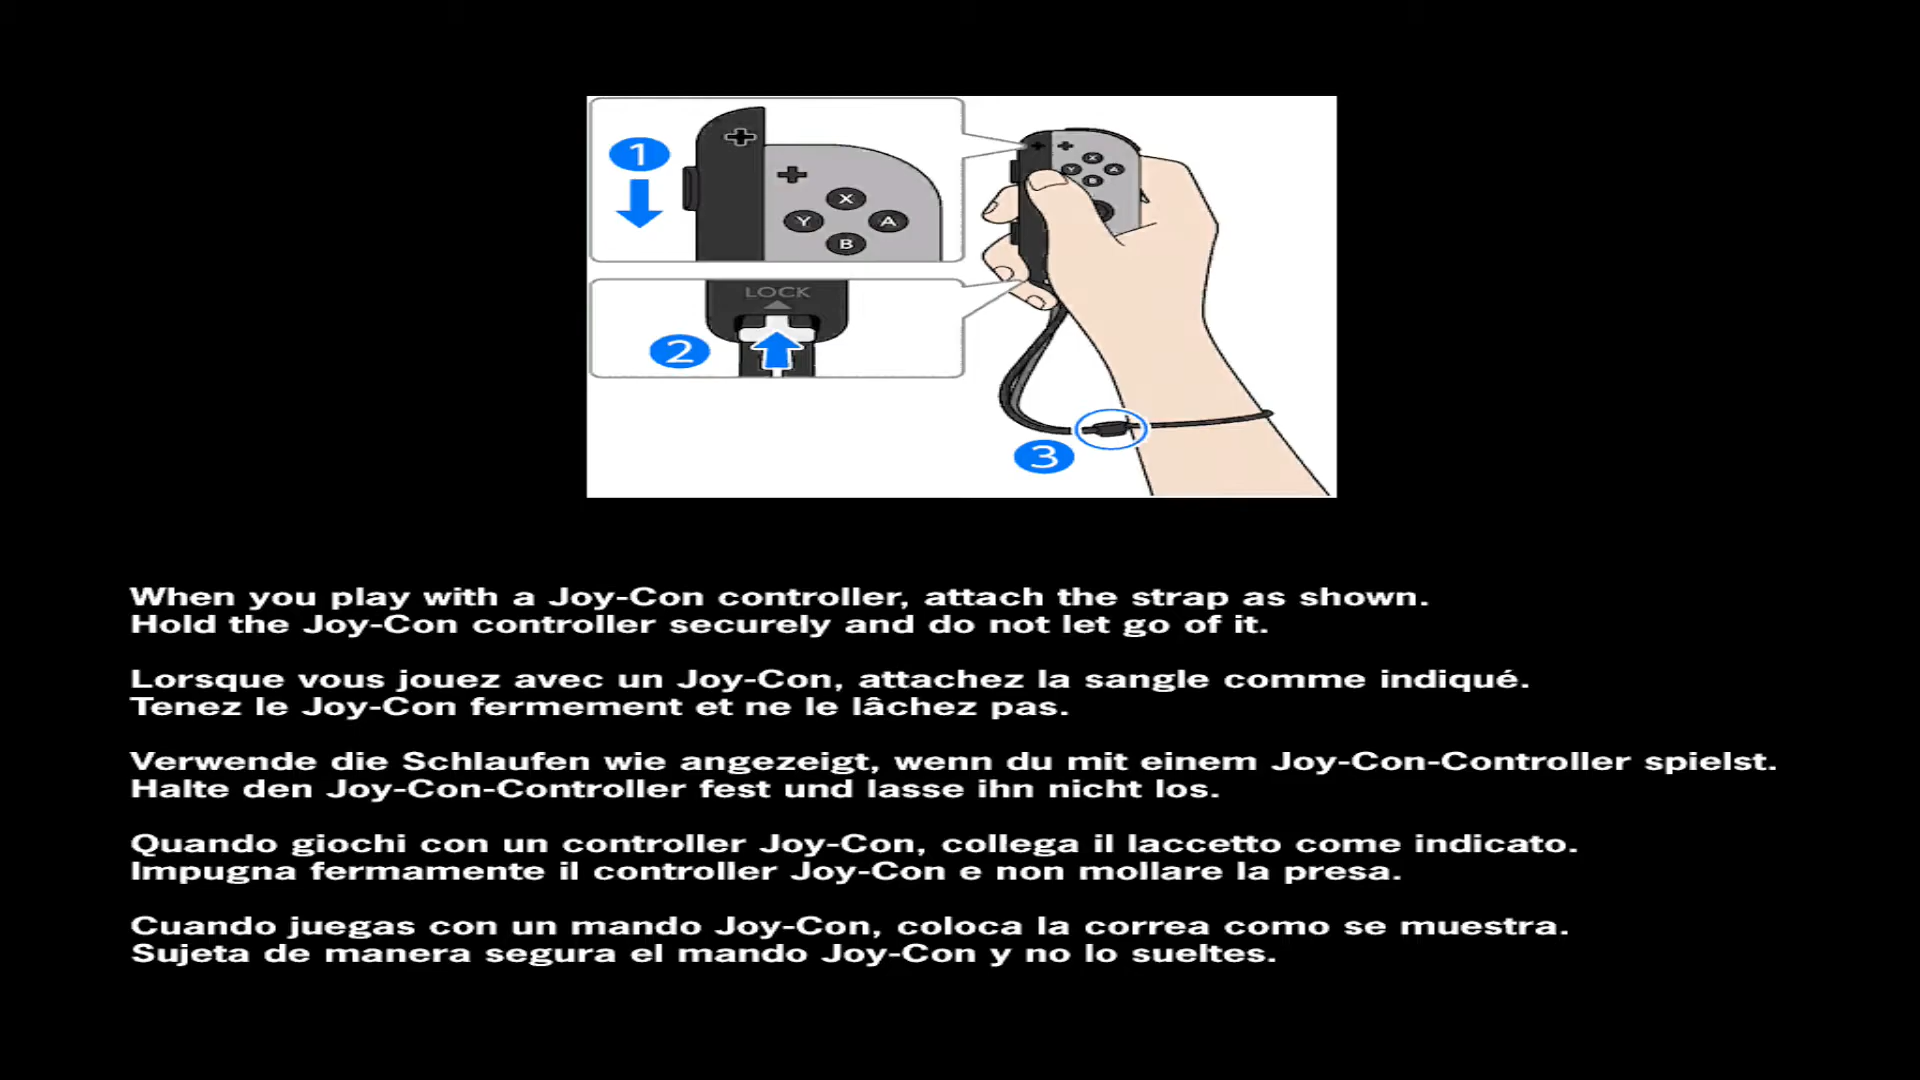 1
X
Y
A
B
LOCK
2
X
Y
A
B
3
When you play with a Joy-Con controller, attach the strap as shown.
Hold the Joy-Con controller securely and do not let go of it.
Lorsque vous jouez avec un Joy-Con, attachez la sangle comme indiqué.
Tenez le Joy-Con fermement et ne le lâchez pas.
Verwende die Schlaufen wie angezeigt, wenn du mit einem Joy-Con-Controller spielst.
Halte den Joy-Con-Controller fest und lasse ihn nicht los.
Quando giochi con un controller Joy-Con, collega il laccetto come indicato.
Impugna fermamente il controller Joy-Con e non mollare la presa.
Cuando juegas con un mando Joy-Con, coloca la correa como se muestra.
Sujeta de manera segura el mando Joy-Con y no lo sueltes.